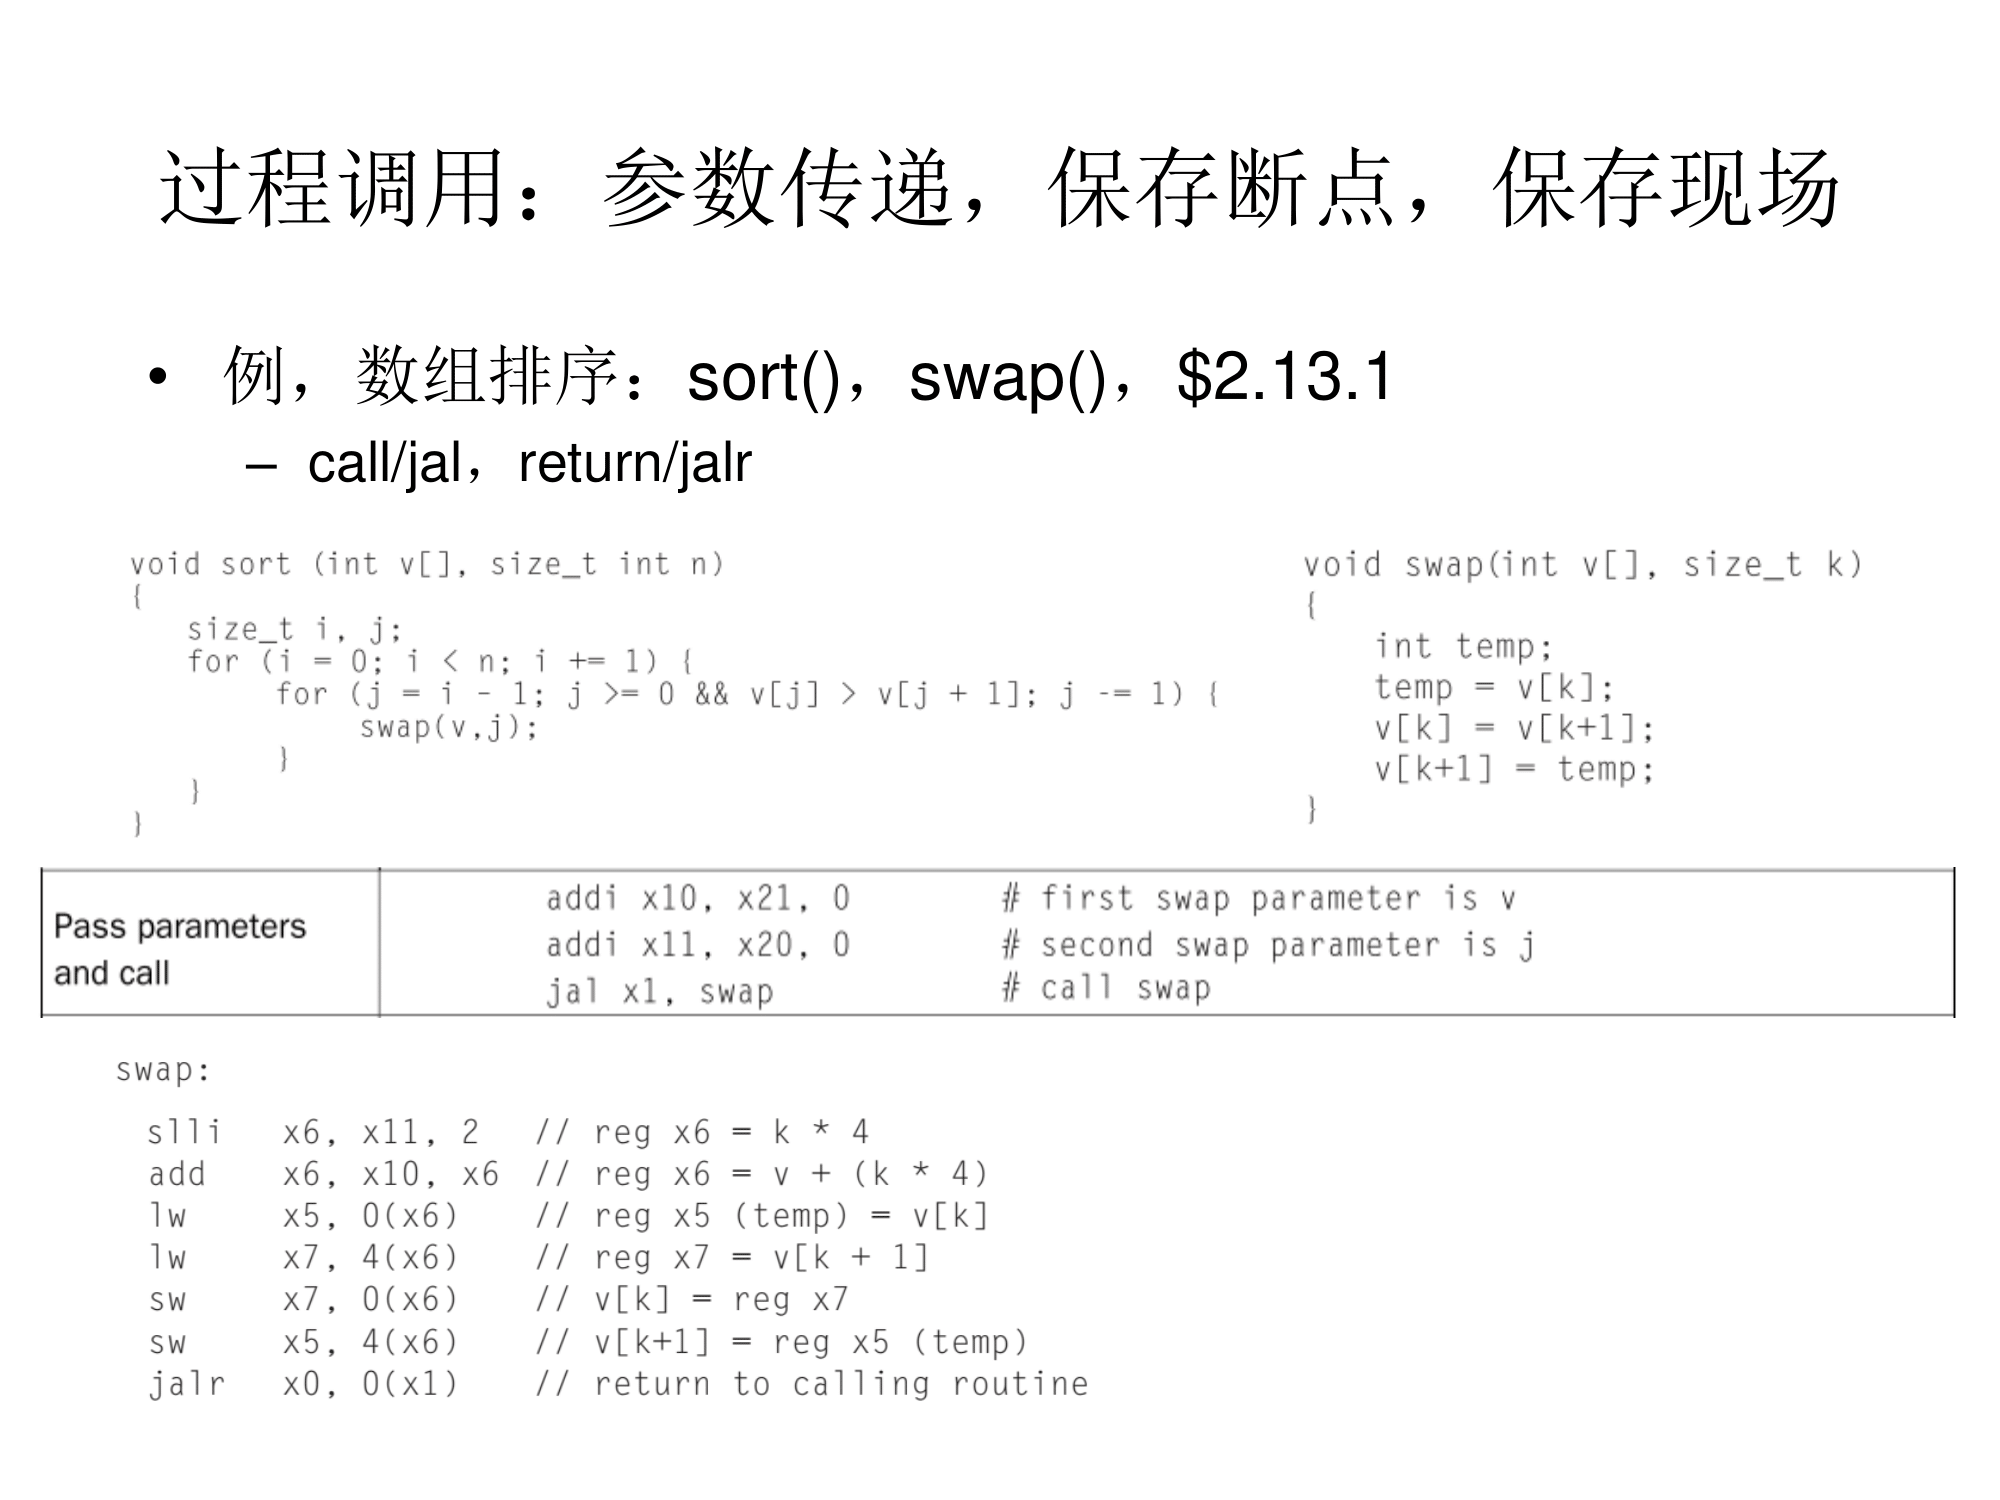 过程调用：参数传递，保存断点，保存现场
• 例，数组排序：sort()，swap()，$2.13.1
– call/jal，return/jalr
void sort (int v[], size_t int n)
{
size_t i, j;
for (i = 0; i < n; i += 1) {
for (j = i - 1; j >= 0 && v[j] > v[j + 1]; j -= 1) {
swap(v,j);
}
}
}
void swap(int v[], size_t k)
{
int temp;
temp = v[k];
v[k] = v[k+1];
v[k+1] = temp;
}
Pass parameters
and call
addi x10, x21, 0 # first swap parameter is v
addi x11, x20, 0 # second swap parameter is j
jal x1, swap # call swap
swap:
slli x6, x11, 2 // reg x6 = k * 4
add x6, x10, x6 // reg x6 = v + (k * 4)
lw x5, 0(x6) // reg x5 (temp) = v[k]
lw x7, 4(x6) // reg x7 = v[k + 1]
sw x7, 0(x6) // v[k] = reg x7
sw x5, 4(x6) // v[k+1] = reg x5 (temp)
jalr x0, 0(x1) // return to calling routine